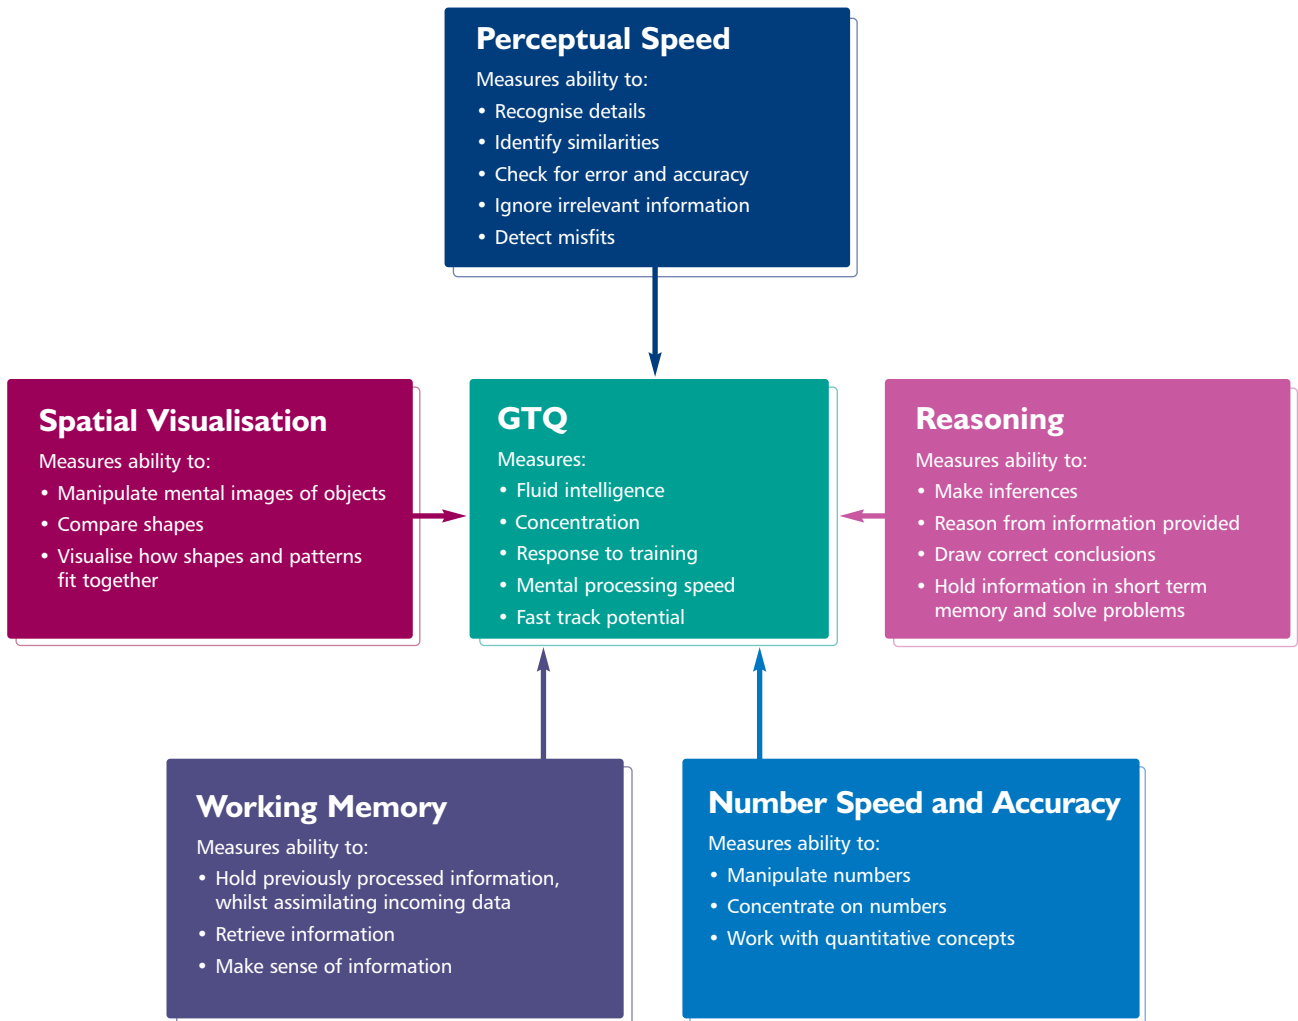 Perceptual Speed
Measures ability to:
• Recognise details
• Identify similarities
• Check for error and accuracy
• Ignore irrelevant information
• Detect misfits
Spatial Visualisation
Measures ability to:
• Manipulate mental images of objects
• Compare shapes
• Visualise how shapes and patterns
fit together
GTQ
Measures:
• Fluid intelligence
• Concentration
• Response to training
• Mental processing speed
• Fast track potential
Reasoning
Measures ability to:
• Make inferences
• Reason from information provided
• Draw correct conclusions
• Hold information in short term
memory and solve problems
Working Memory
Measures ability to:
• Hold previously processed information,
whilst assimilating incoming data
• Retrieve information
• Make sense of information
Number Speed and Accuracy
Measures ability to:
• Manipulate numbers
• Concentrate on numbers
• Work with quantitative concepts